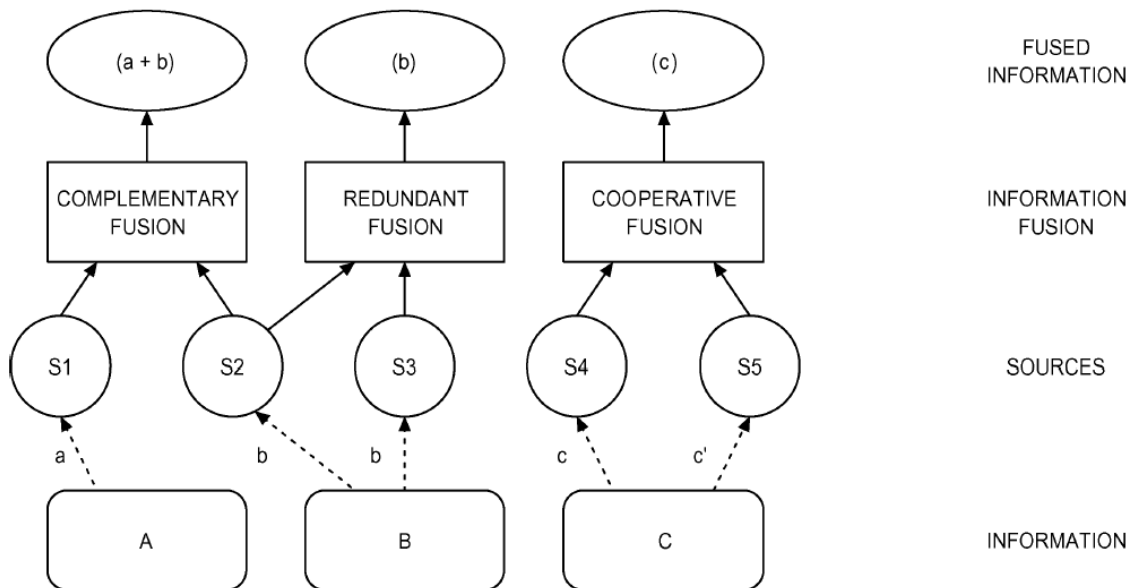 (a + b)
(b)
(c)
FUSED
INFORMATION
COMPLEMENTARY
FUSION
REDUNDANT
FUSION
COOPERATIVE
FUSION
INFORMATION
FUSION
S1
S2
S3
S4
S5
SOURCES
a
b
b
c
c'
A
B
C
INFORMATION